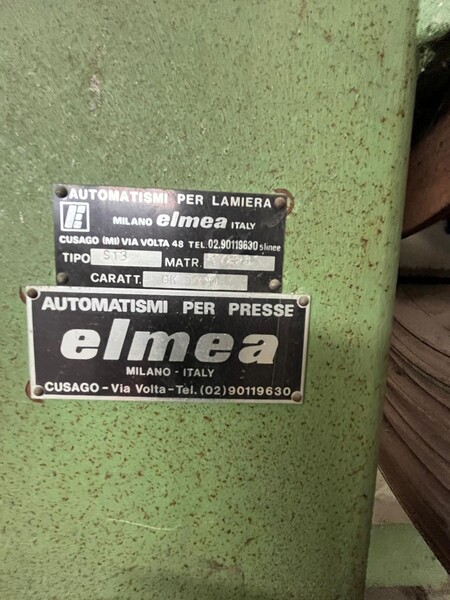 AUTOMATISMI PER LAMIERA
MILANO elmea ITALY
CUSAGO (MI) VIA VOLTA 48 TEL. 02.90119630 5 linee
TIPO ST3 MATR.
CARATT.
AUTOMATISMI PER PRESSE
elmea
MILANO - ITALY
CUSAGO - Via Volta - Tel. (02) 90119630